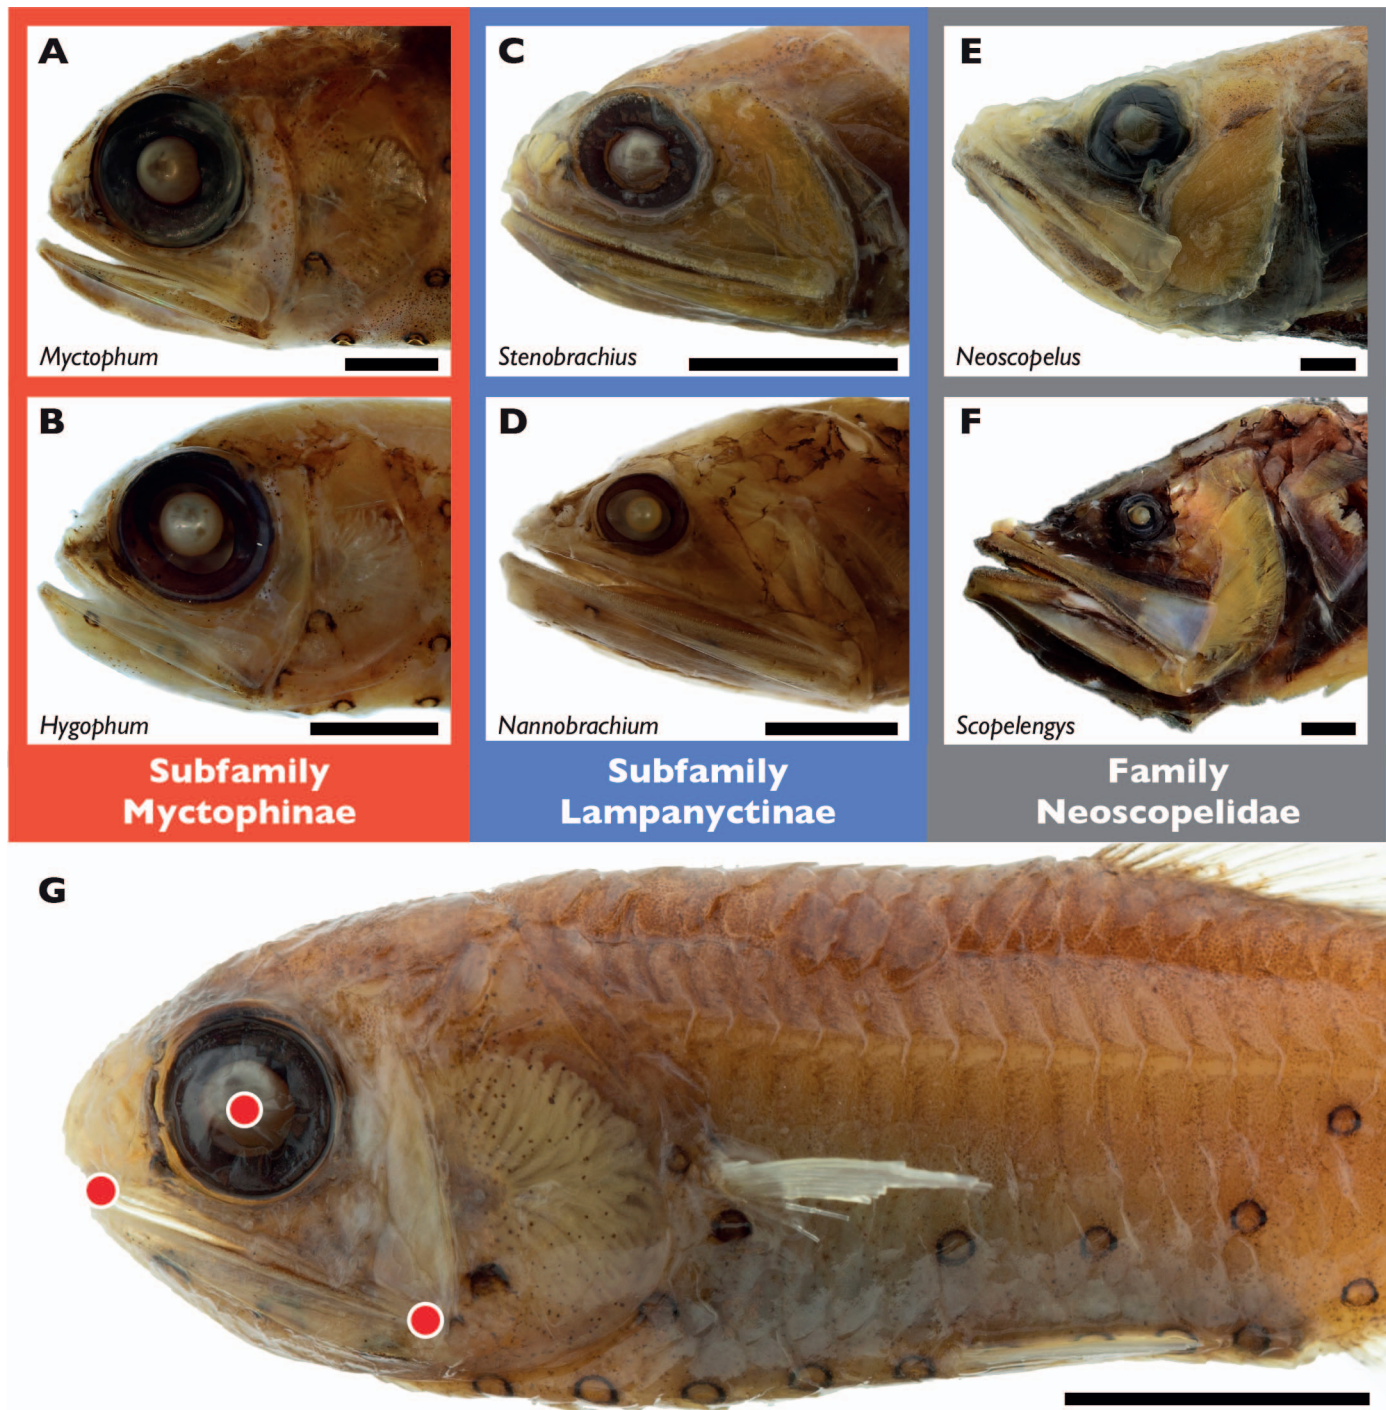 A
Myctophum
B
Hygophum
Subfamily
Myctophinae
C
Stenobrachius
D
Nannobrachium
Subfamily
Lampanyctinae
E
Neoscopelus
F
Scopelengys
Family
Neoscopelidae
G